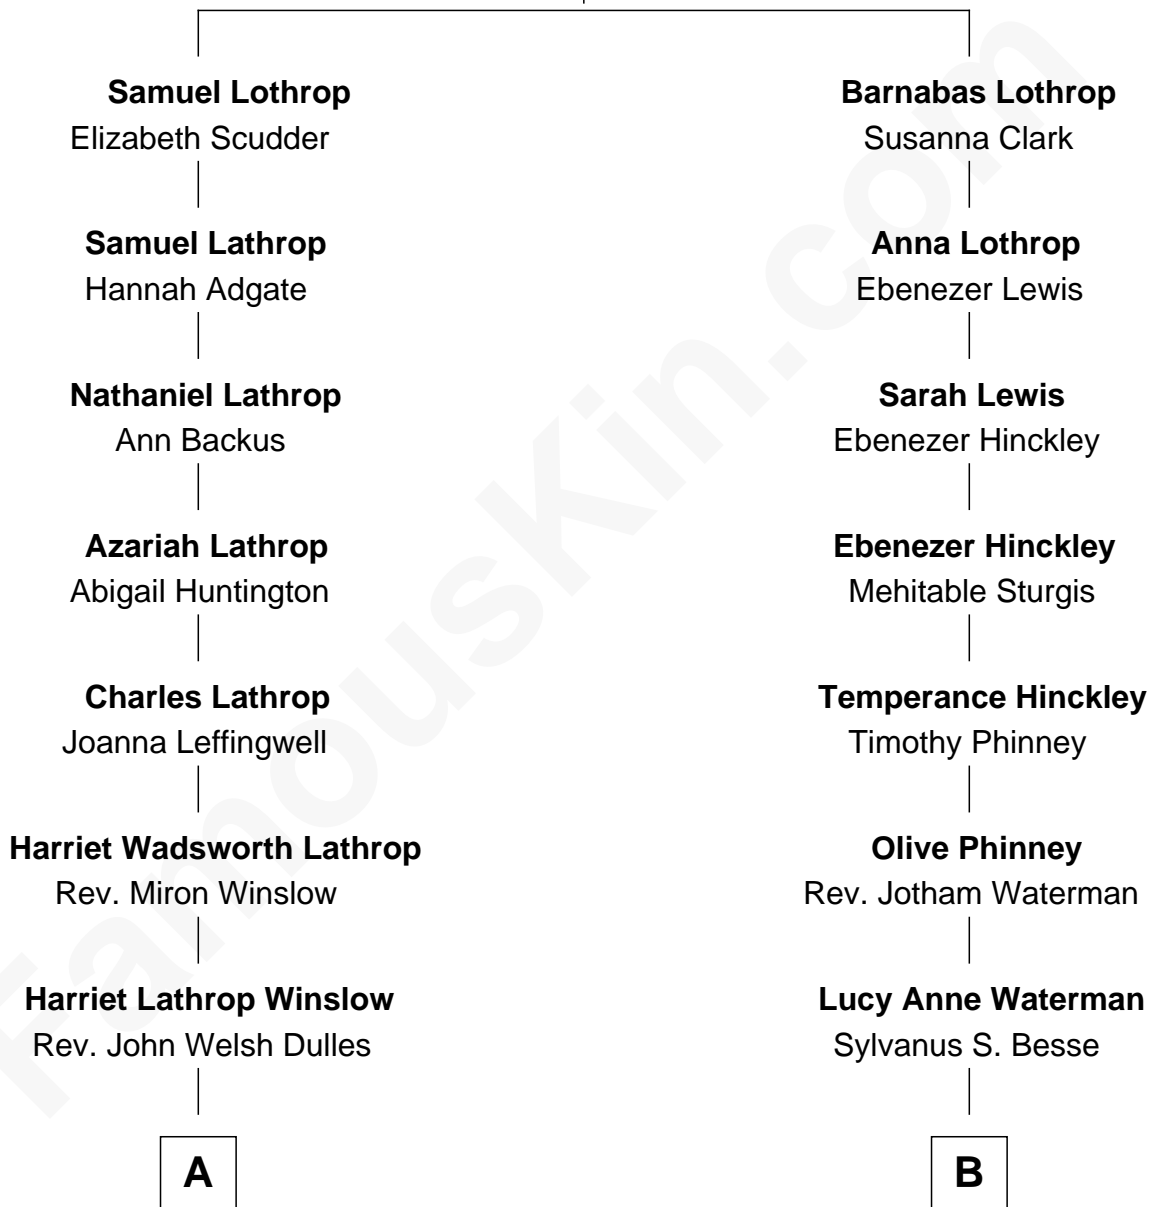 Samuel Lothrop
Elizabeth Scudder
Samuel Lathrop
Hannah Adgate
Nathaniel Lathrop
Ann Backus
Azariah Lathrop
Abigail Huntington
Charles Lathrop
Joanna Leffingwell
Harriet Wadsworth Lathrop
Rev. Miron Winslow
Harriet Lathrop Winslow
Rev. John Welsh Dulles
A
Barnabas Lothrop
Susanna Clark
Anna Lothrop
Ebenezer Lewis
Sarah Lewis
Ebenezer Hinckley
Ebenezer Hinckley
Mehitable Sturgis
Temperance Hinckley
Timothy Phinney
Olive Phinney
Rev. Jotham Waterman
Lucy Anne Waterman
Sylvanus S. Besse
B
FamousKin.com